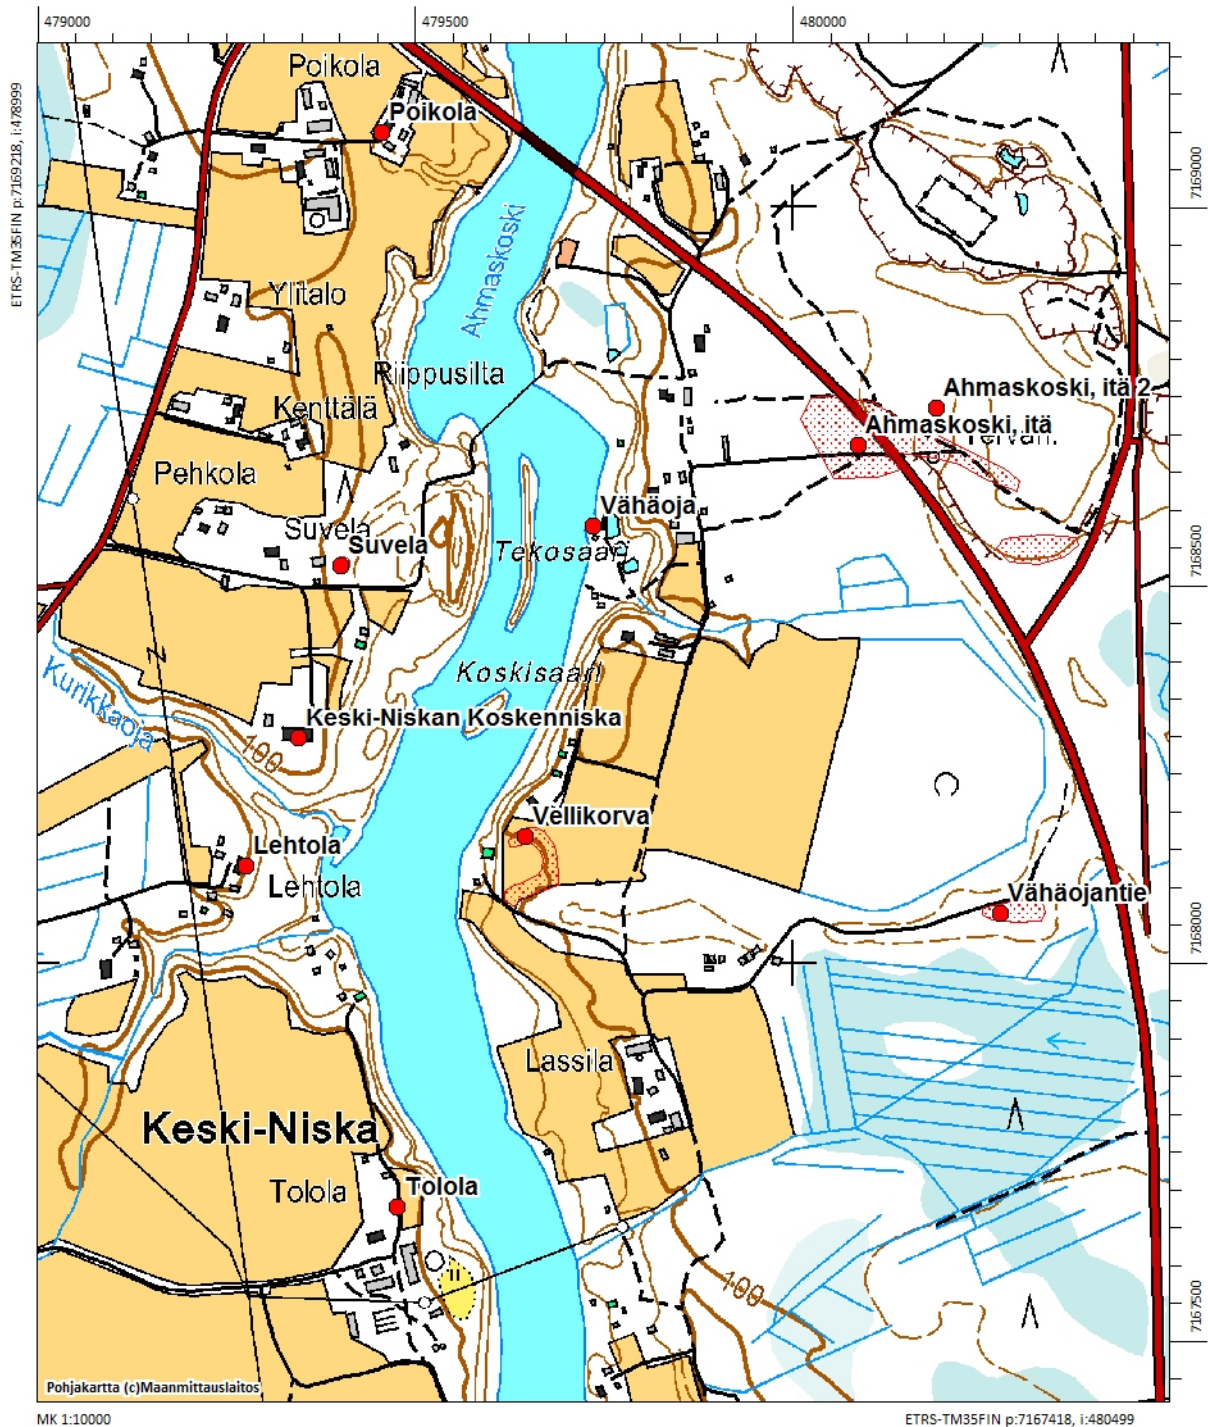 479000
479500
480000
ETRS-TM35FIN p:7169218, i:478999
Poikola
Poikola
7169000
Ahmaskoski
Ylitalo
Riippusilta
Kenttälä
Ahmaskoski, itä 2
Ahmaskoski, itä
Pehkola
Suvela
Suvela
Vähäoja
Tekosaari
7168500
Koskisaari
Kurikkaoja
Keski-Niskan Koskenniska
100
Vellikorva
Lehtola
Lehtola
Vähäojantie
7168000
Lassila
Keski-Niska
Tolola
Tolola
100
7167500
Pohjakartta (c)Maanmittauslaitos
MK 1:10000
ETRS-TM35FIN p:7167418, i:480499